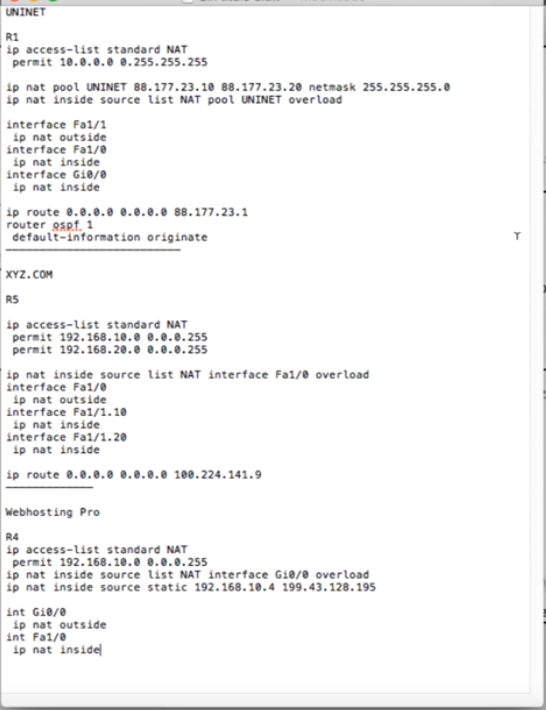 UNINET
R1
ip access-list standard NAT
permit 10.0.0.0 0.255.255.255
ip nat pool UNINET 88.177.23.10 88.177.23.20 netmask 255.255.255.0
ip nat inside source list NAT pool UNINET overload
interface Fa1/1
ip nat outside
interface Fa1/0
ip nat inside
interface Gi0/0
ip nat inside
ip route 0.0.0.0 0.0.0.0 88.177.23.1
router ospf 1
default-information originate
XYZ.COM
R5
ip access-list standard NAT
permit 192.168.10.0 0.0.0.255
permit 192.168.20.0 0.0.0.255
ip nat inside source list NAT interface Fa1/0 overload
interface Fa1/0
ip nat outside
interface Fa1/1.10
ip nat inside
interface Fa1/1.20
ip nat inside
ip route 0.0.0.0 0.0.0.0 100.224.141.9
Webhosting Pro
R4
ip access-list standard NAT
permit 192.168.10.0 0.0.0.255
ip nat inside source list NAT interface Gi0/0 overload
ip nat inside source static 192.168.10.4 199.43.128.195
int Gi0/0
ip nat outside
int Fa1/0
ip nat inside